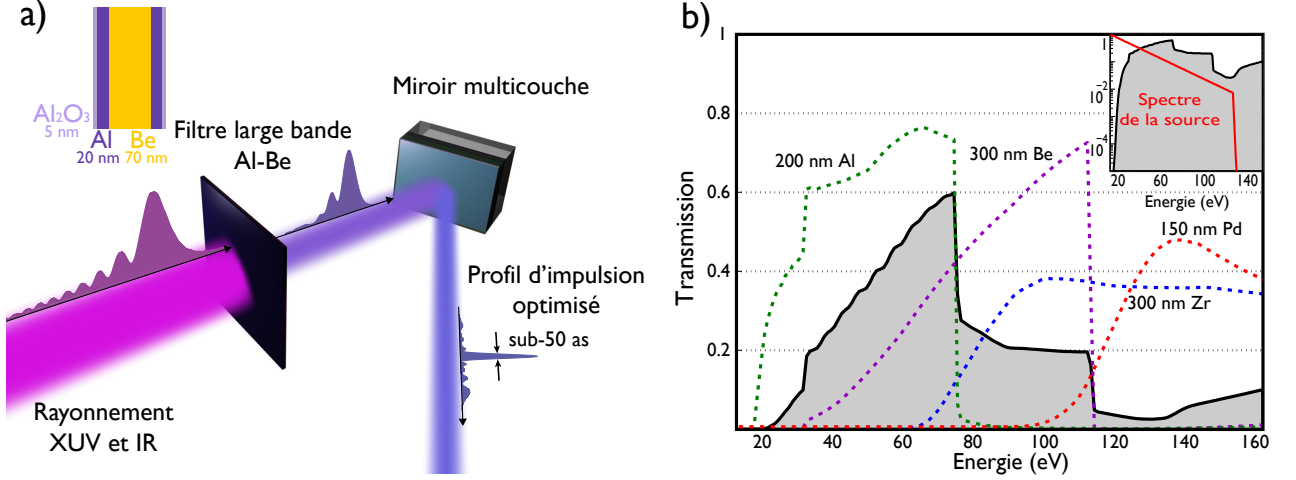 a)
Al₂O₃
5 nm
Al
20 nm
Be
70 nm
Filtre large bande
Al-Be
Miroir multicouche
Profil d'impulsion
optimisé
sub-50 as
Rayonnement
XUV et IR
b)
Transmission
1
0.8
0.6
0.4
0.2
20
40
60
80
100
120
140
160
Energie (eV)
200 nm Al
300 nm Be
150 nm Pd
300 nm Zr
1
10⁻²
10⁻⁴
Spectre
de la source
20
60
100
140
Energie (eV)